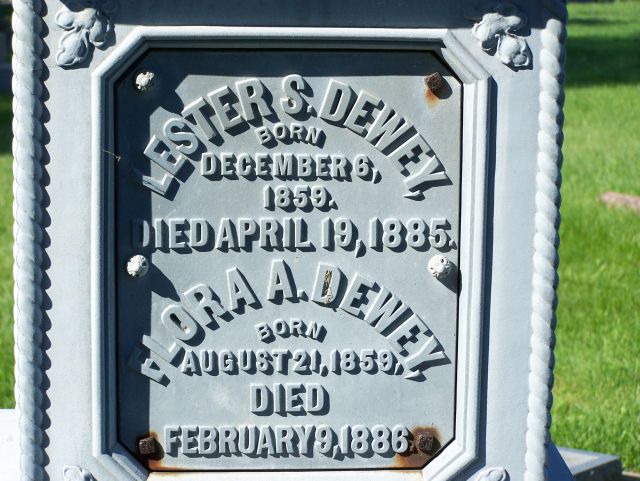 LESTER S. DEWEY,
BORN
DECEMBER 6,
1859.
DIED APRIL 19, 1885.
FLORA A. DEWEY,
BORN
AUGUST 21, 1859,
DIED
FEBRUARY 9, 1886.